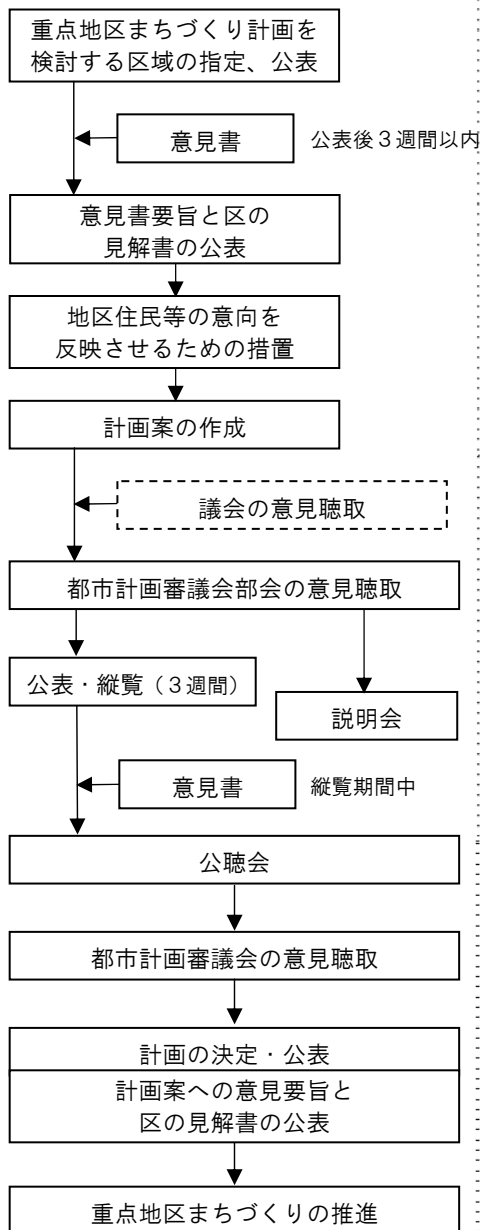 重点地区まちづくり計画を
検討する区域の指定、公表
意見書
公表後３週間以内
意見書要旨と区の
見解書の公表
地区住民等の意向を
反映させるための措置
計画案の作成
議会の意見聴取
都市計画審議会部会の意見聴取
公表・縦覧（３週間）
説明会
意見書
縦覧期間中
公聴会
都市計画審議会の意見聴取
計画の決定・公表
計画案への意見要旨と
区の見解書の公表
重点地区まちづくりの推進